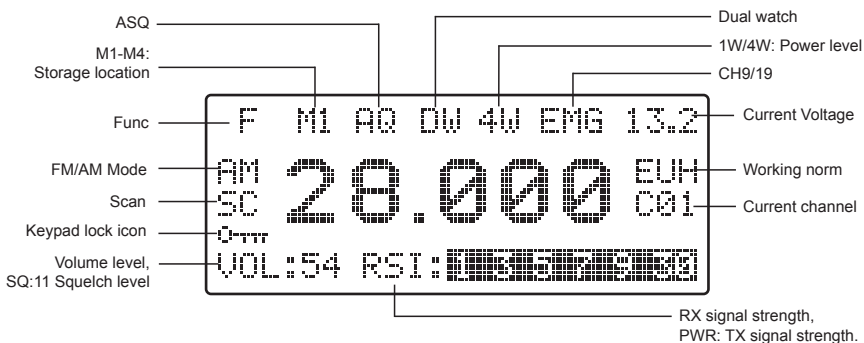 ASQ
M1-M4:
Storage location
Func
FM/AM Mode
Scan
Keypad lock icon
Volume level,
SQ:11 Squelch level
Dual watch
1W/4W: Power level
CH9/19
Current Voltage
Working norm
Current channel
RX signal strength,
PWR: TX signal strength.
F M1 AQ DW 4W EMG 13.2
AM 28.000 EUH
SC C01
VOL:54 RSI:1 3 5 7 9 30